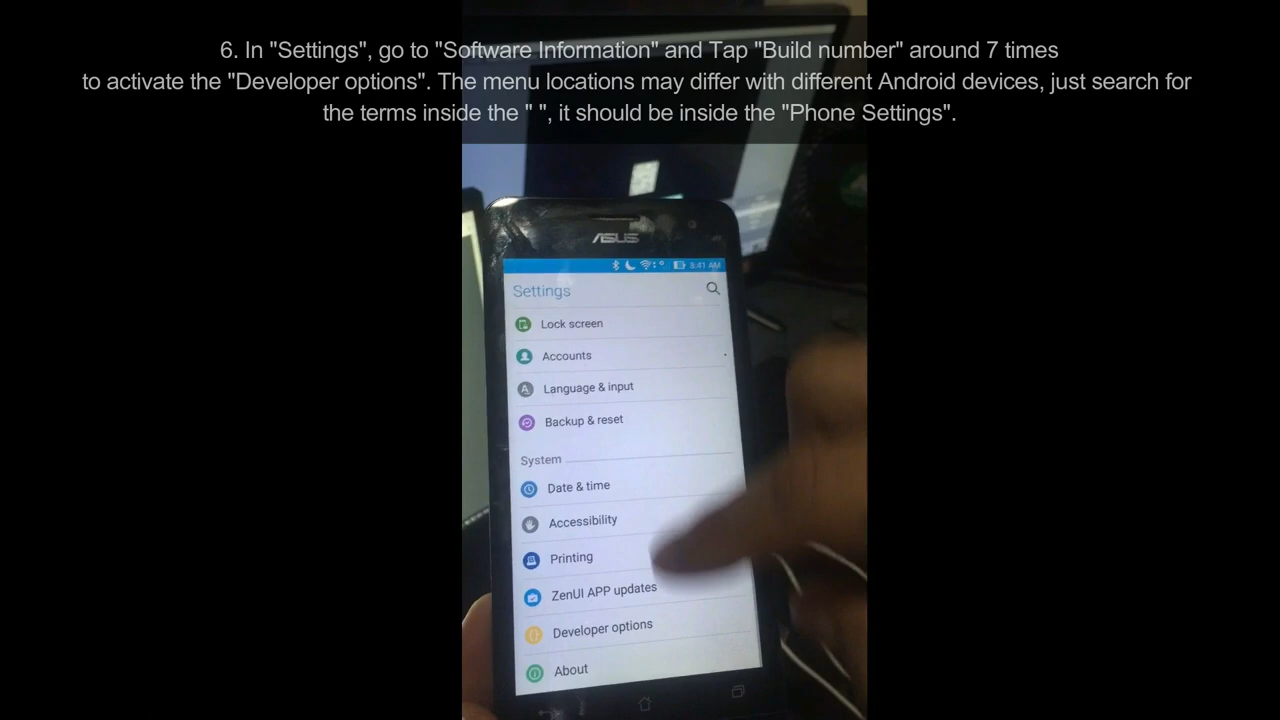 6. In "Settings", go to "Software Information" and Tap "Build number" around 7 times
to activate the "Developer options". The menu locations may differ with different Android devices, just search for
the terms inside the " ", it should be inside the "Phone Settings".
ASUS
3:41 AM
Settings
Lock screen
Accounts
Language & input
Backup & reset
System
Date & time
Accessibility
Printing
ZenUI APP updates
Developer options
About